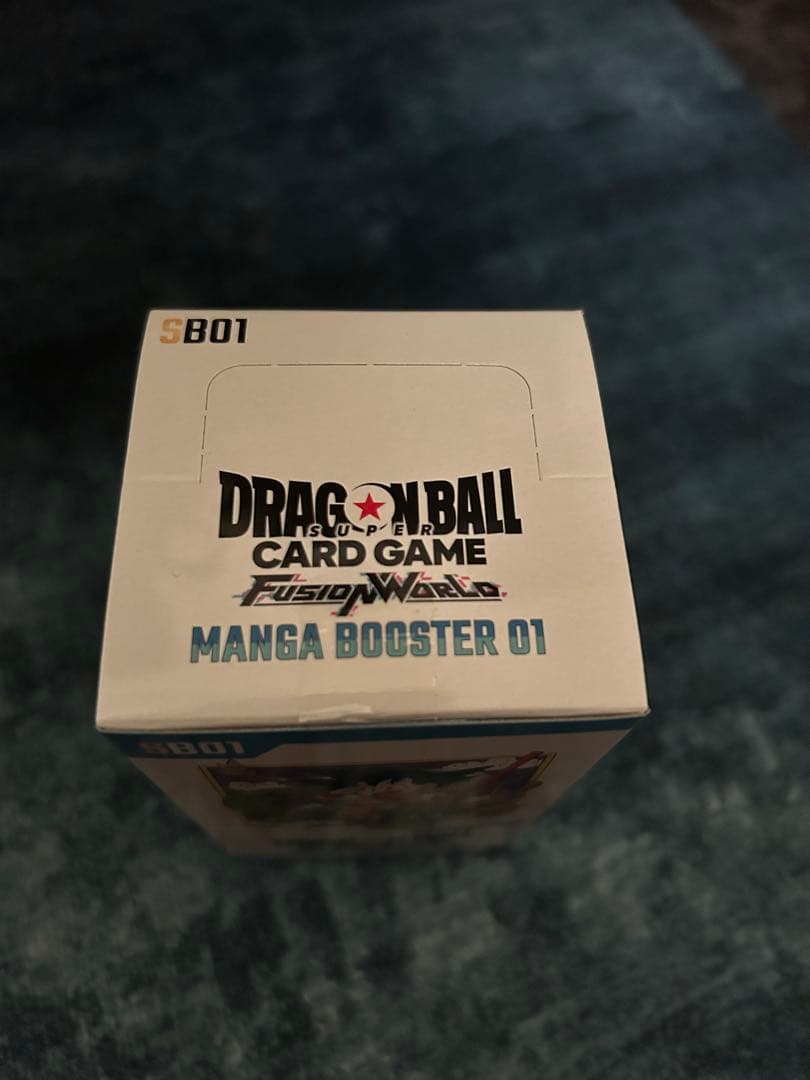 SB01
DRAGON BALL
SUPER
CARD GAME
FUSION WORLD
MANGA BOOSTER 01
SB01